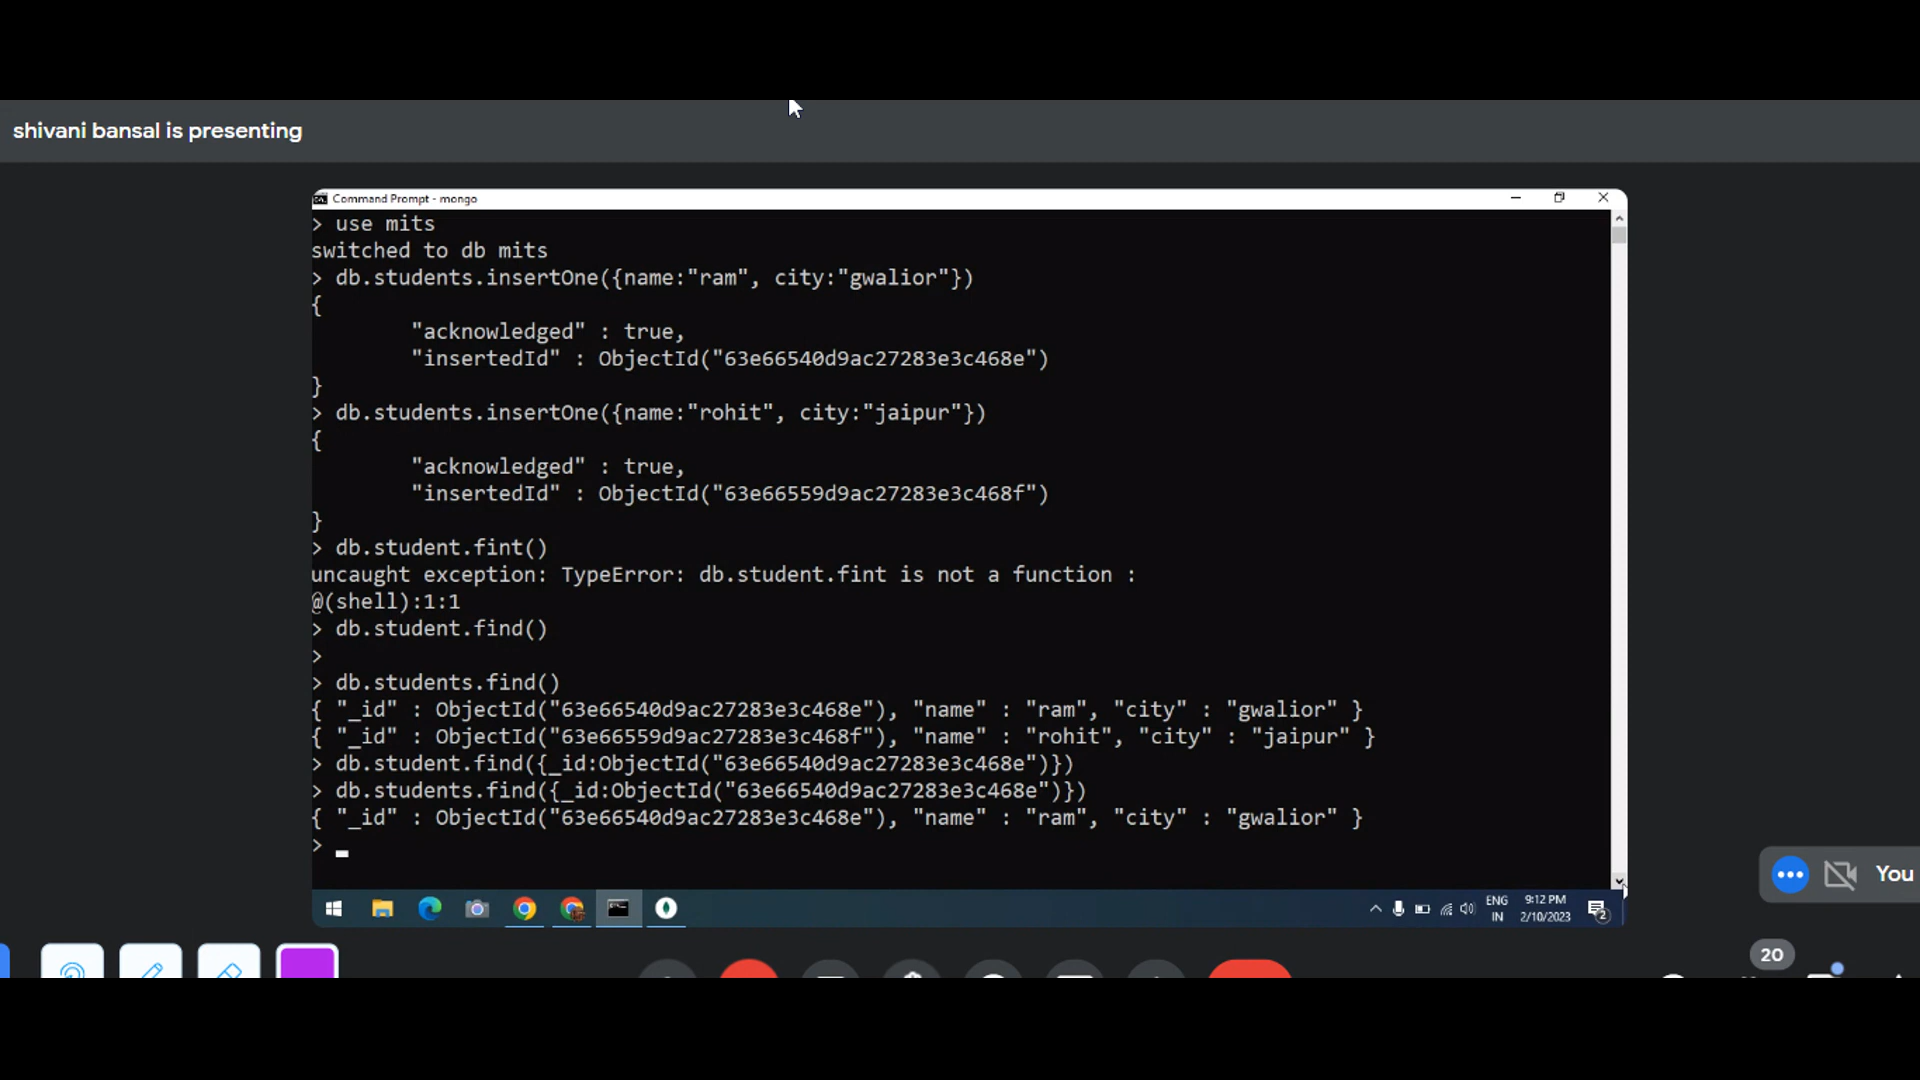 shivani bansal is presenting
Command Prompt - mongo
> use mits
switched to db mits
> db.students.insertOne({name:"ram", city:"gwalior"})
{
        "acknowledged" : true,
        "insertedId" : ObjectId("63e66540d9ac27283e3c468e")
}
> db.students.insertOne({name:"rohit", city:"jaipur"})
{
        "acknowledged" : true,
        "insertedId" : ObjectId("63e66559d9ac27283e3c468f")
}
> db.student.fint()
uncaught exception: TypeError: db.student.fint is not a function :
@(shell):1:1
> db.student.find()
>
> db.students.find()
{ "_id" : ObjectId("63e66540d9ac27283e3c468e"), "name" : "ram", "city" : "gwalior" }
{ "_id" : ObjectId("63e66559d9ac27283e3c468f"), "name" : "rohit", "city" : "jaipur" }
> db.student.find({_id:ObjectId("63e66540d9ac27283e3c468e")})
> db.students.find({_id:ObjectId("63e66540d9ac27283e3c468e")})
{ "_id" : ObjectId("63e66540d9ac27283e3c468e"), "name" : "ram", "city" : "gwalior" }
>
You
ENG
IN
9:12 PM
2/10/2023
2
20